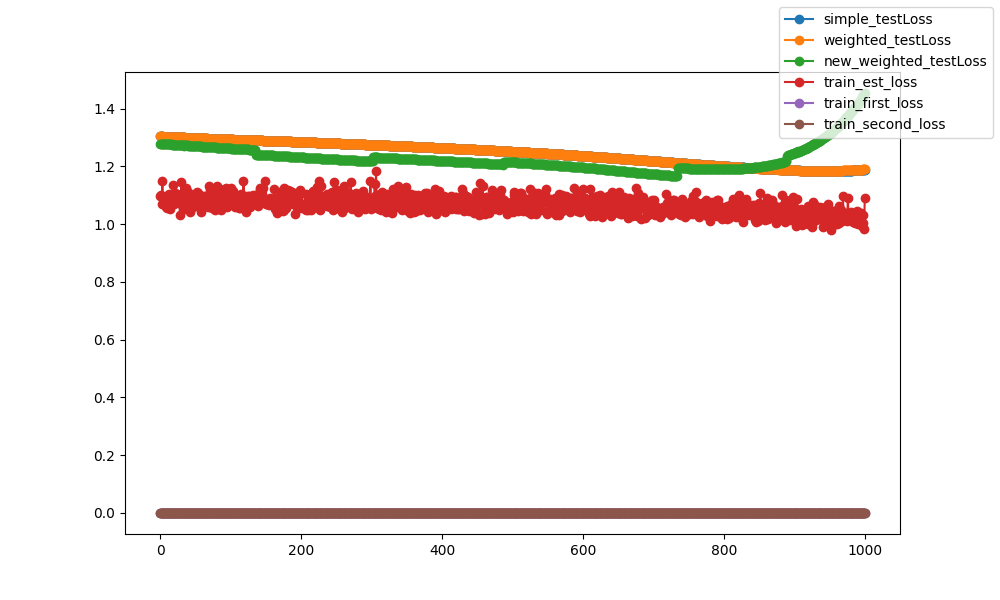 simple_testLoss
weighted_testLoss
new_weighted_testLoss
train_est_loss
train_first_loss
train_second_loss
1.4
1.2
1.0
0.8
0.6
0.4
0.2
0.0
0 200 400 600 800 1000